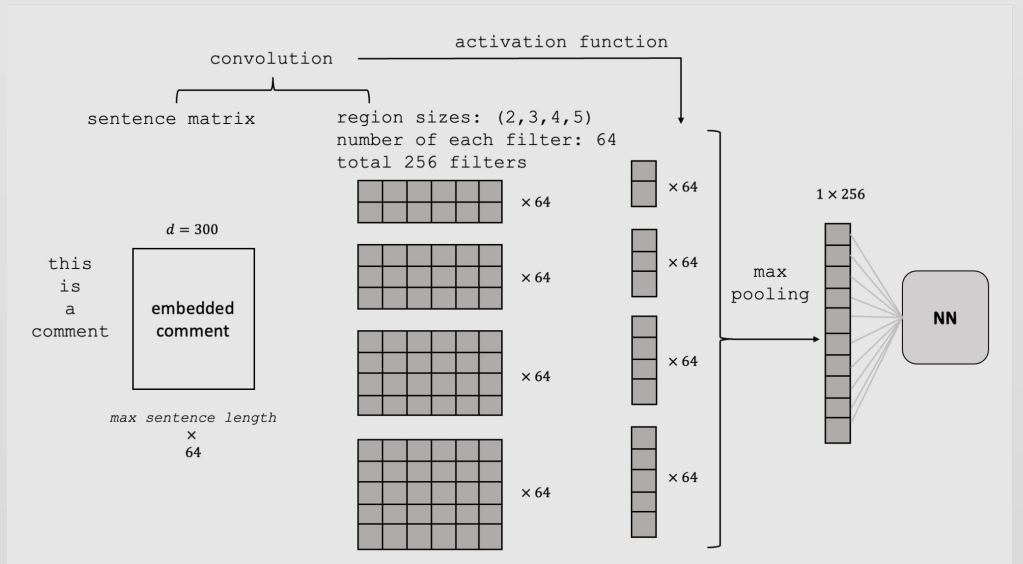 activation function
convolution
sentence matrix
region sizes: (2,3,4,5)
number of each filter: 64
total 256 filters
× 64
× 64
× 64
× 64
d = 300
this
is
a
comment
embedded
comment
max sentence length
×
64
× 64
× 64
× 64
× 64
max
pooling
1 × 256
NN